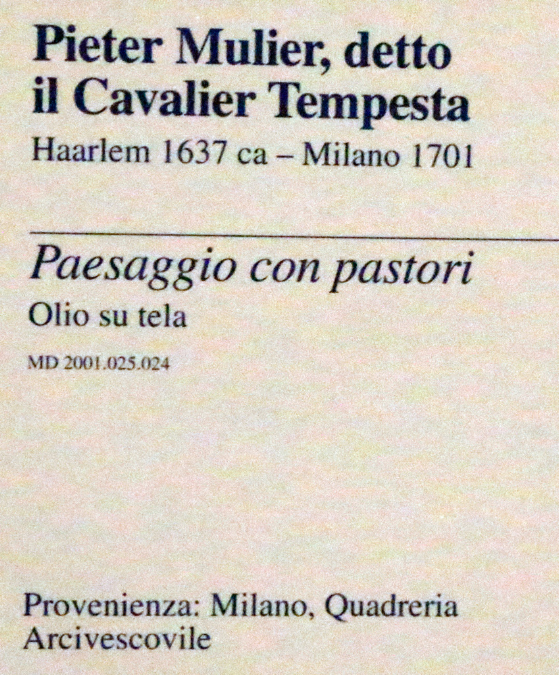 Pieter Mulier, detto
il Cavalier Tempesta
Haarlem 1637 ca – Milano 1701
Paesaggio con pastori
Olio su tela
MD 2001.025.024
Provenienza: Milano, Quadreria
Arcivescovile